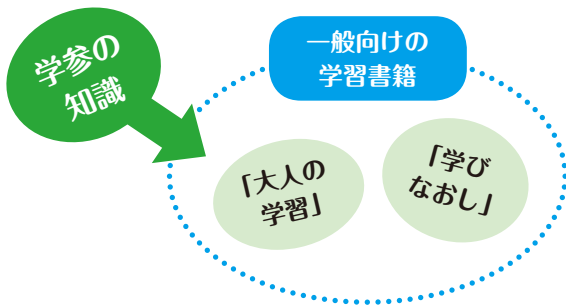 学参の
知識
一般向けの
学習書籍
「大人の
学習」
「学び
なおし」